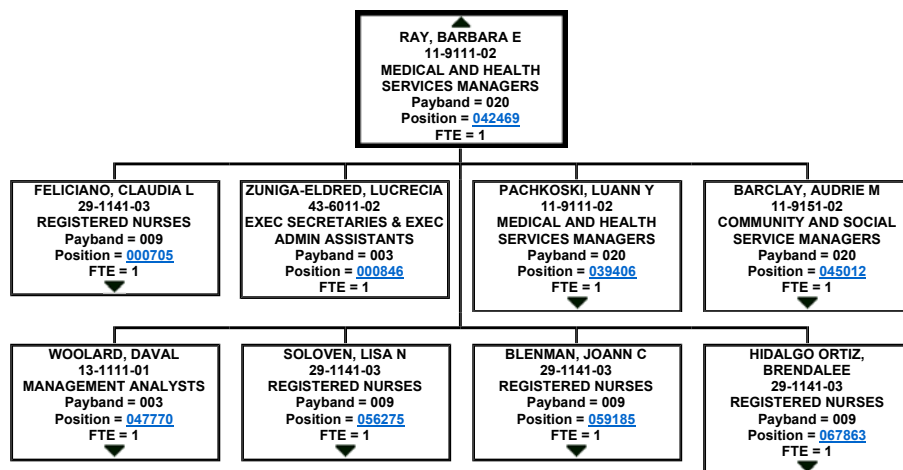 RAY, BARBARA E
11-9111-02
MEDICAL AND HEALTH
SERVICES MANAGERS
Payband = 020
Position = 042469
FTE = 1
FELICIANO, CLAUDIA L
29-1141-03
REGISTERED NURSES
Payband = 009
Position = 000705
FTE = 1
ZUNIGA-ELDRED, LUCRECIA
43-6011-02
EXEC SECRETARIES & EXEC
ADMIN ASSISTANTS
Payband = 003
Position = 000846
FTE = 1
PACHKOSKI, LUANN Y
11-9111-02
MEDICAL AND HEALTH
SERVICES MANAGERS
Payband = 020
Position = 039406
FTE = 1
BARCLAY, AUDRIE M
11-9151-02
COMMUNITY AND SOCIAL
SERVICE MANAGERS
Payband = 020
Position = 045012
FTE = 1
WOOLARD, DAVAL
13-1111-01
MANAGEMENT ANALYSTS
Payband = 003
Position = 047770
FTE = 1
SOLOVEN, LISA N
29-1141-03
REGISTERED NURSES
Payband = 009
Position = 056275
FTE = 1
BLENMAN, JOANN C
29-1141-03
REGISTERED NURSES
Payband = 009
Position = 059185
FTE = 1
HIDALGO ORTIZ,
BRENDALEE
29-1141-03
REGISTERED NURSES
Payband = 009
Position = 067863
FTE = 1